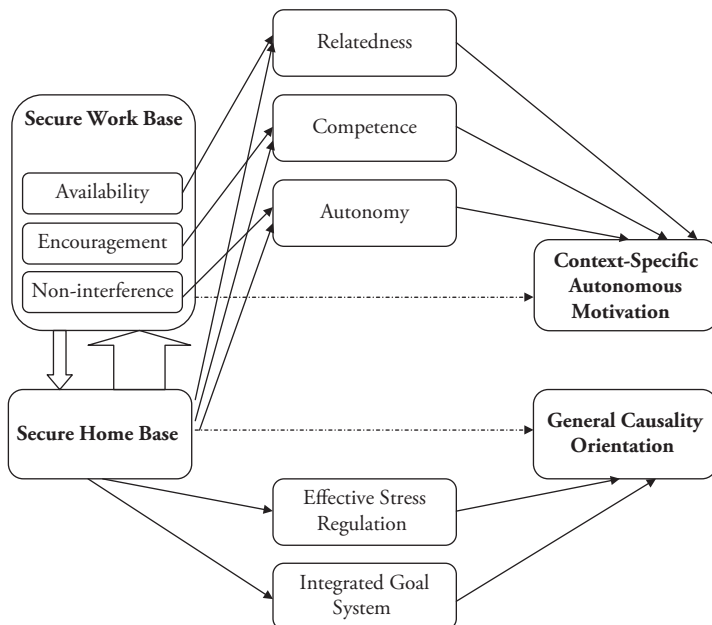 Relatedness
Secure Work Base
Competence
Availability
Autonomy
Encouragement
Non-interference
Context-Specific
Autonomous
Motivation
Secure Home Base
General Causality
Orientation
Effective Stress
Regulation
Integrated Goal
System